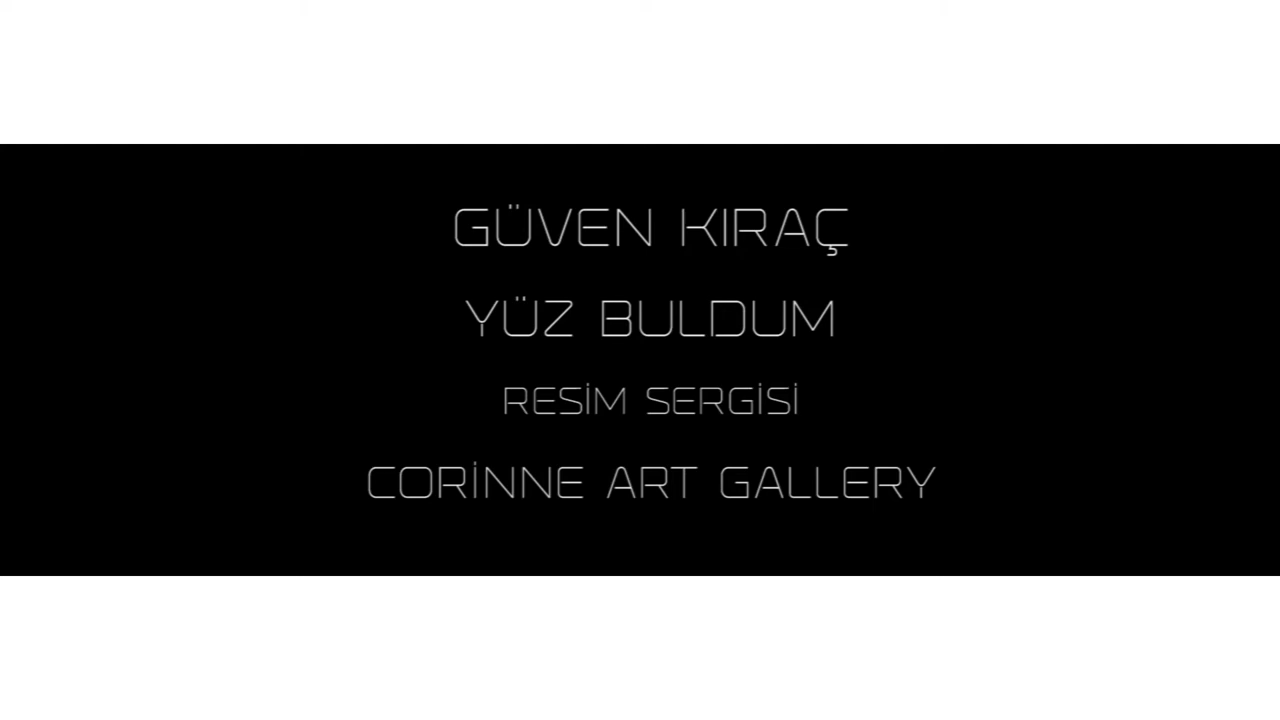 GÜVEN KIRAÇ
YÜZ BULDUM
RESİM SERGİSİ
CORİNNE ART GALLERY